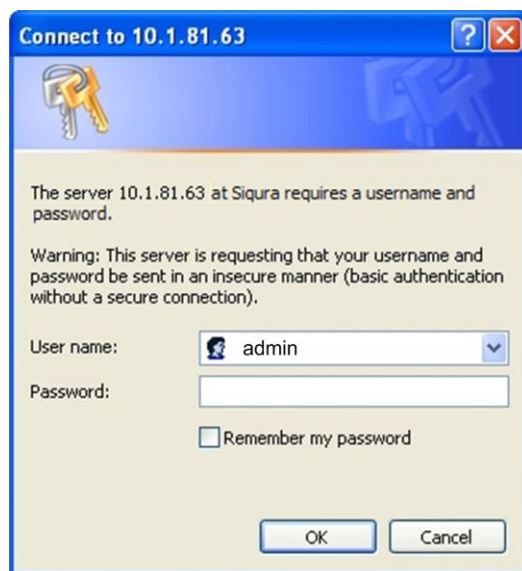 Connect to 10.1.81.63
The server 10.1.81.63 at Siqura requires a username and
password.
Warning: This server is requesting that your username and
password be sent in an insecure manner (basic authentication
without a secure connection).
User name:
admin
Password:
Remember my password
OK
Cancel